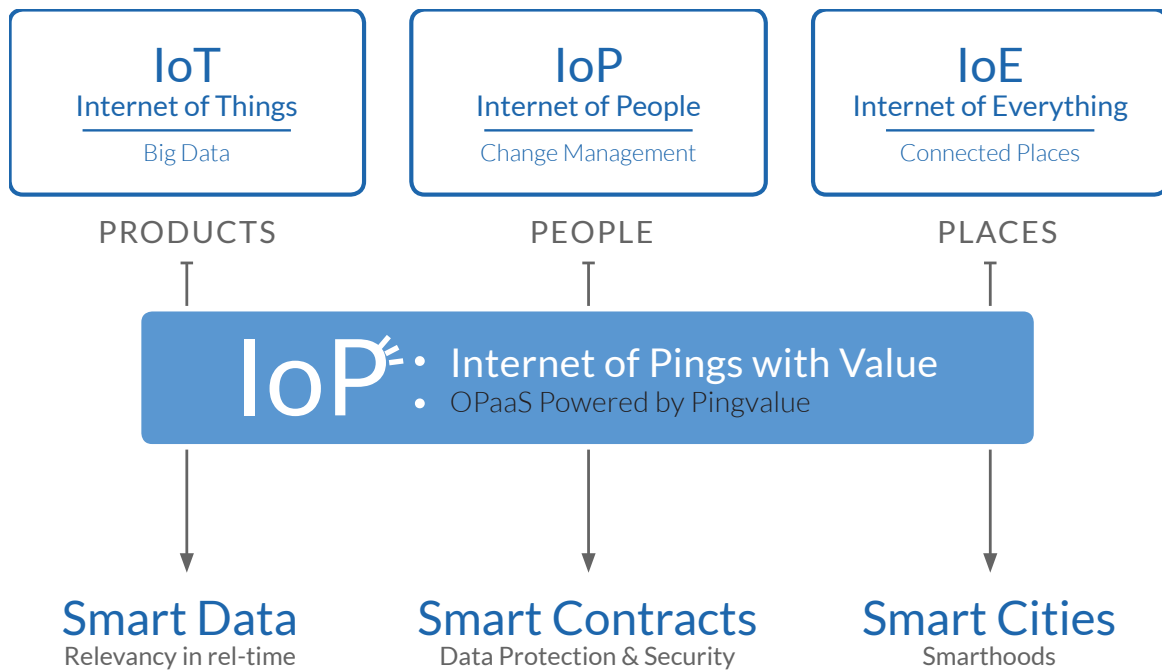 IoT
Internet of Things
Big Data
IoP
Internet of People
Change Management
IoE
Internet of Everything
Connected Places
PRODUCTS
PEOPLE
PLACES
IoP
• Internet of Pings with Value
• OPaaS Powered by Pingvalue
Smart Data
Relevancy in rel-time
Smart Contracts
Data Protection & Security
Smart Cities
Smarthoods